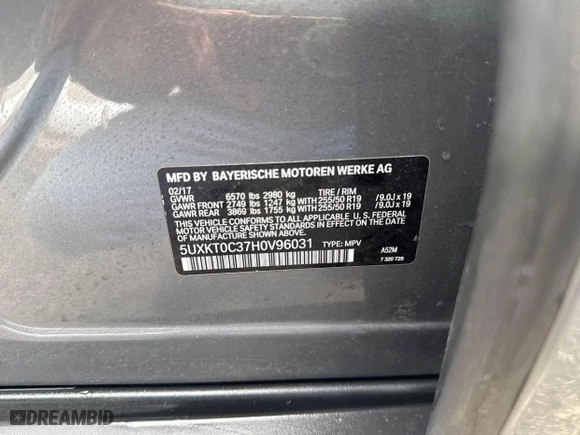 MFD BY BAYERISCHE MOTOREN WERKE AG
02/17
GVWR 6570 lbs 2980 kg TIRE / RIM
GAWR FRONT 2749 lbs 1247 kg WITH 255/50 R19 /9.0J x 19
GAWR REAR 3869 lbs 1755 kg WITH 255/50 R19 /9.0J x 19
THIS VEHICLE CONFORMS TO ALL APPLICABLE U.S. FEDERAL
MOTOR VEHICLE SAFETY STANDARDS IN EFFECT ON THE DATE OF
MANUFACTURE SHOWN ABOVE.
5UXKT0C37H0V96031 TYPE: MPV A52M
7 320 729
DREAMBID